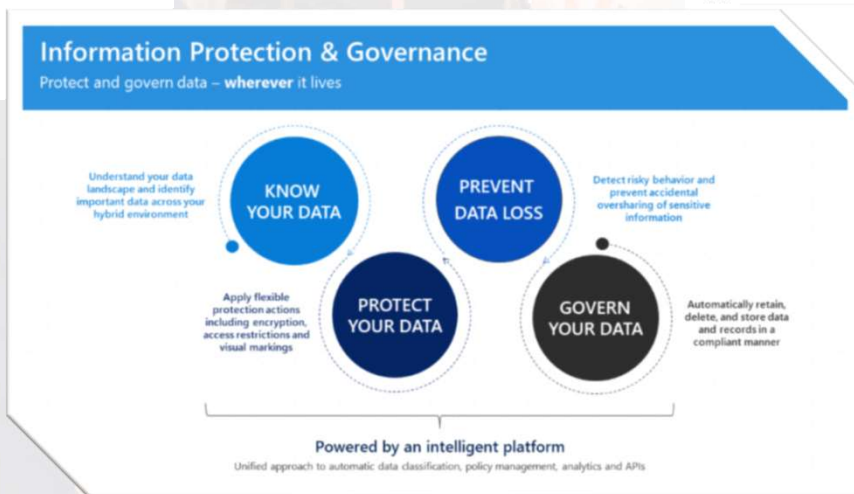 Information Protection & Governance
Protect and govern data – wherever it lives
Understand your data
landscape and identify
important data across your
hybrid environment
KNOW
YOUR DATA
PREVENT
DATA LOSS
Detect risky behavior and
prevent accidental
oversharing of sensitive
information
Apply flexible
protection actions
including encryption,
access restrictions and
visual markings
PROTECT
YOUR DATA
GOVERN
YOUR DATA
Automatically retain,
delete, and store data
and records in a
compliant manner
Powered by an intelligent platform
Unified approach to automatic data classification, policy management, analytics and APIs